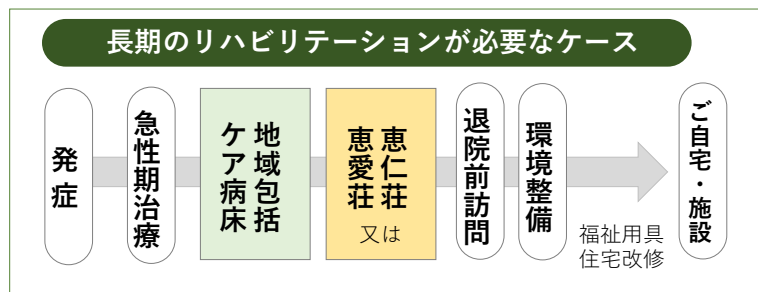 長期のリハビリテーションが必要なケース
発症
急性期治療
地域包括
ケア病床
恵仁荘
恵愛荘
又は
退院前訪問
環境整備
福祉用具
住宅改修
ご自宅・施設